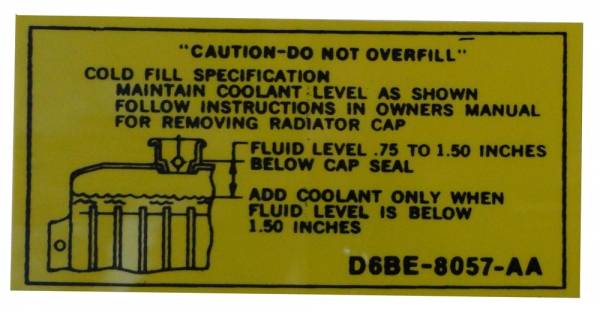 "CAUTION-DO NOT OVERFILL"
COLD FILL SPECIFICATION
MAINTAIN COOLANT LEVEL AS SHOWN
FOLLOW INSTRUCTIONS IN OWNERS MANUAL
FOR REMOVING RADIATOR CAP
FLUID LEVEL .75 TO 1.50 INCHES
BELOW CAP SEAL
ADD COOLANT ONLY WHEN
FLUID LEVEL IS BELOW
1.50 INCHES
D6BE-8057-AA